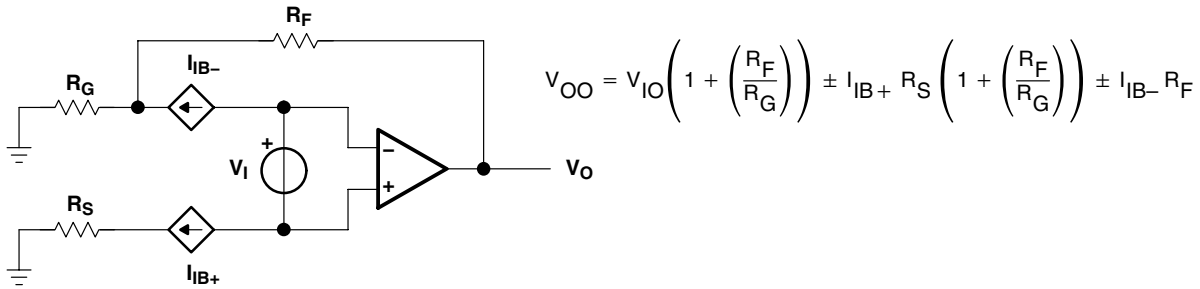 R_F
I_IB–
R_G
+
V_I
–
+
V_O
R_S
I_IB+
V_OO = V_IO(1 + (R_F/R_G)) ± I_IB+ R_S(1 + (R_F/R_G)) ± I_IB– R_F